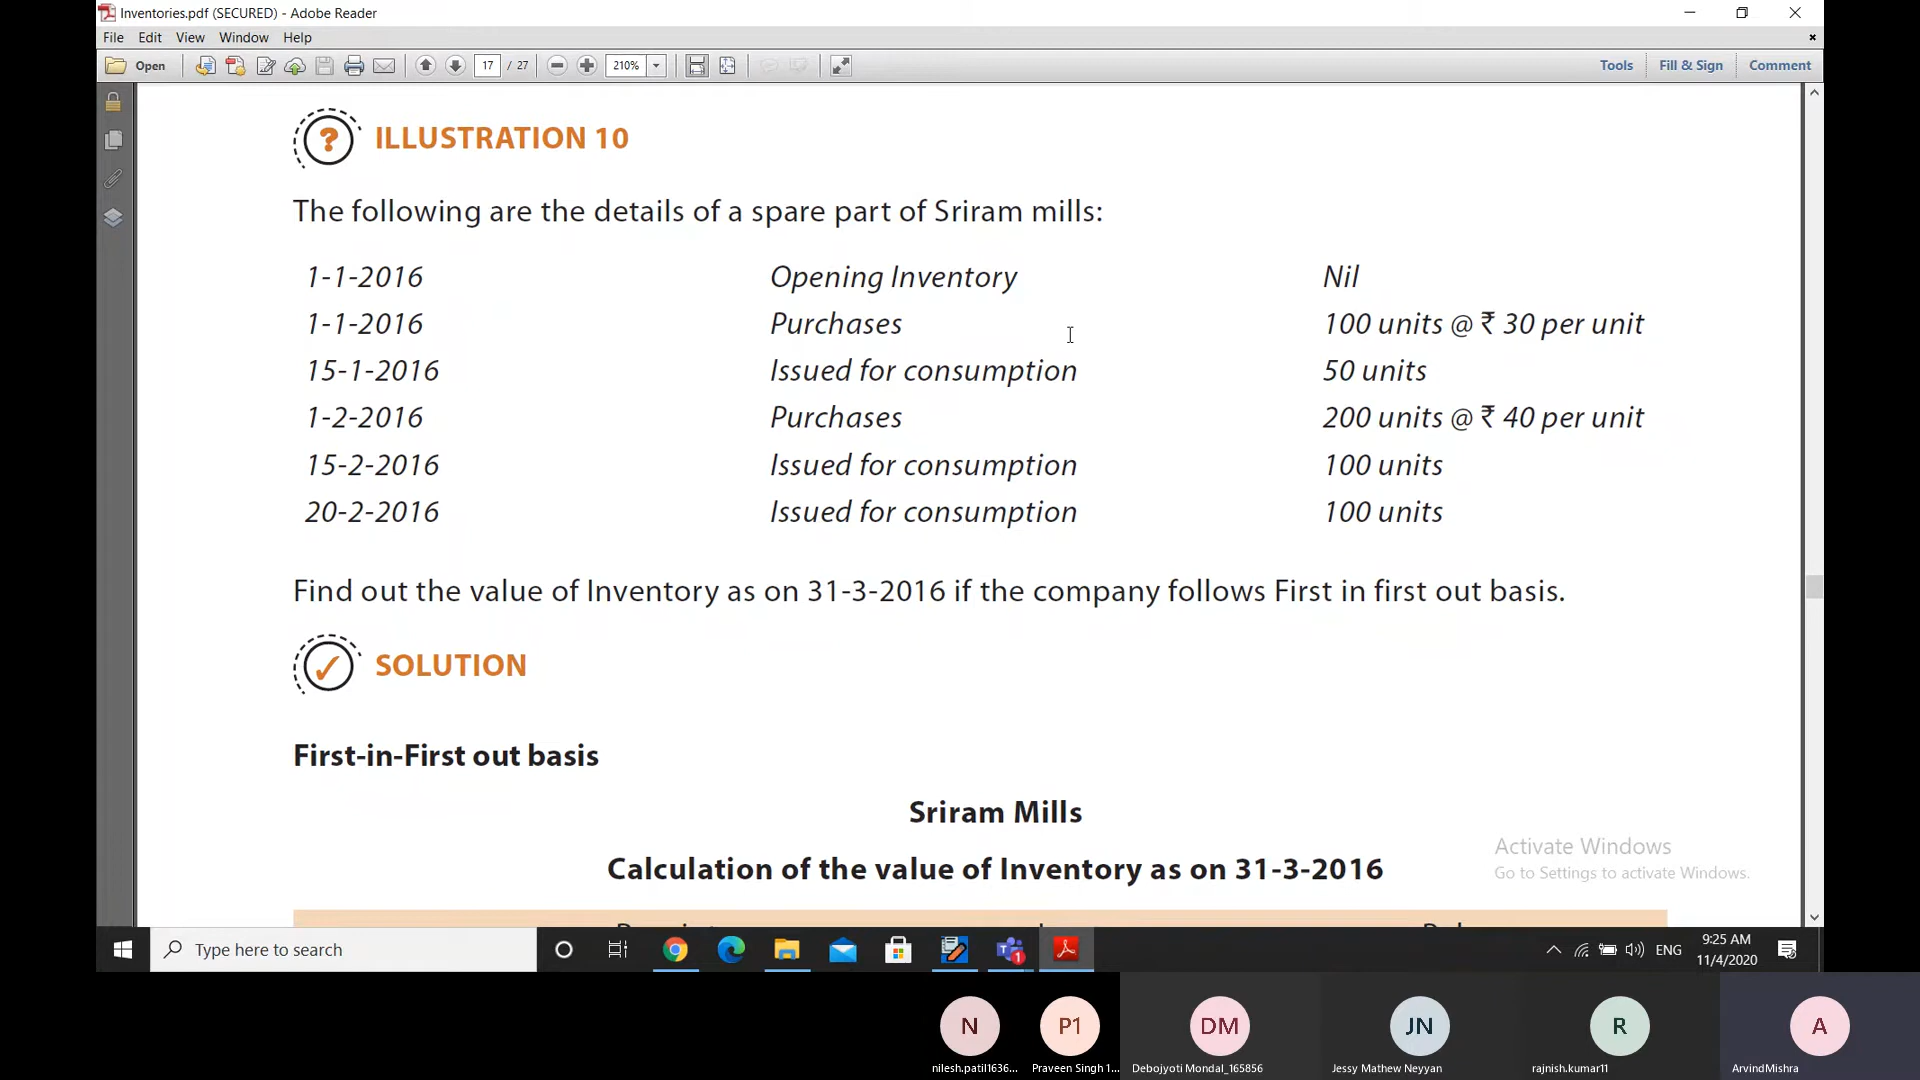 Inventories.pdf (SECURED) - Adobe Reader
File Edit View Window Help
Open 17 / 27 210% Tools Fill & Sign Comment
ILLUSTRATION 10
The following are the details of a spare part of Sriram mills:
1-1-2016 Opening Inventory Nil
1-1-2016 Purchases 100 units @ ₹ 30 per unit
15-1-2016 Issued for consumption 50 units
1-2-2016 Purchases 200 units @ ₹ 40 per unit
15-2-2016 Issued for consumption 100 units
20-2-2016 Issued for consumption 100 units
Find out the value of Inventory as on 31-3-2016 if the company follows First in first out basis.
SOLUTION
First-in-First out basis
Sriram Mills
Calculation of the value of Inventory as on 31-3-2016
Activate Windows
Go to Settings to activate Windows.
Type here to search
1
ENG
9:25 AM
11/4/2020
N P1 DM JN R A
nilesh.patil1636... Praveen Singh 1... Debojyoti Mondal_165856 Jessy Mathew Neyyan rajnish.kumar11 ArvindMishra